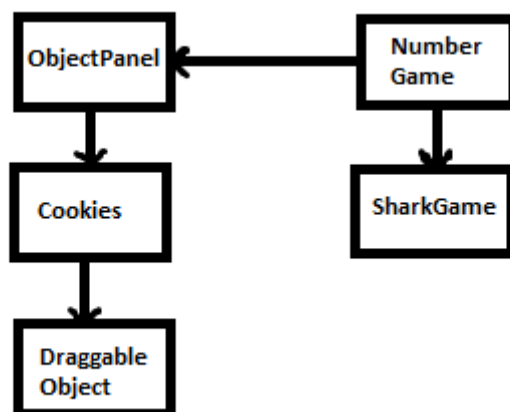 ObjectPanel
Number
Game
Cookies
SharkGame
Draggable
Object